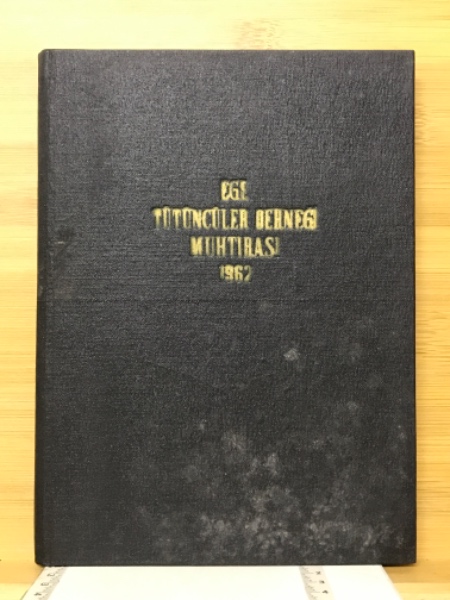 EGE
TÜTÜNCÜLER DERNEĞİ
MUHTIRASI
1962